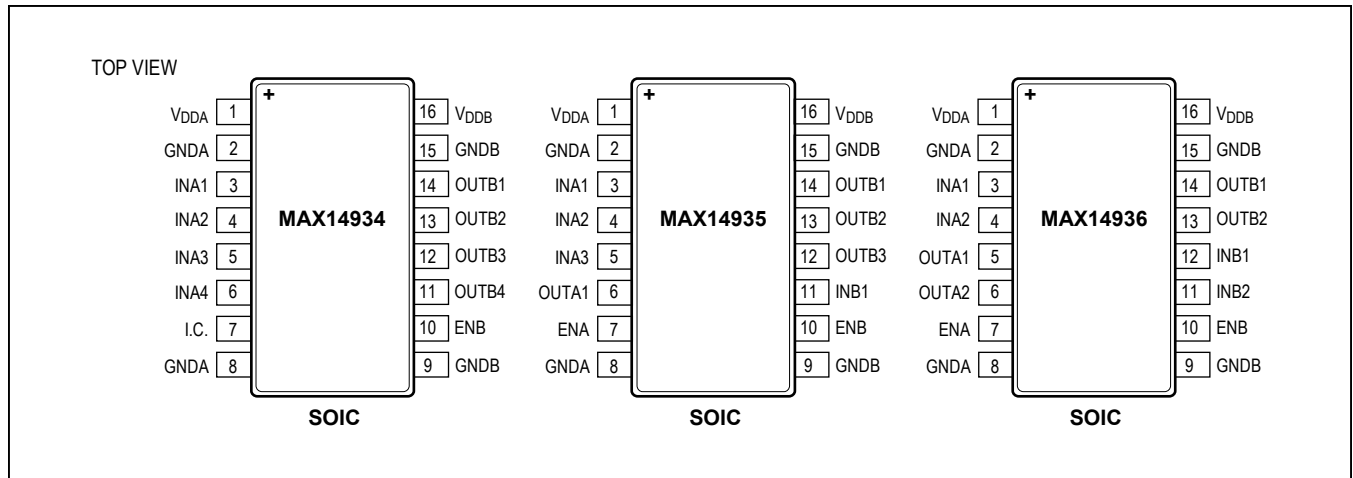 TOP VIEW
+
VDDA 1 16 VDDB
GNDA 2 15 GNDB
INA1 3 14 OUTB1
INA2 4 MAX14934 13 OUTB2
INA3 5 12 OUTB3
INA4 6 11 OUTB4
I.C. 7 10 ENB
GNDA 8 9 GNDB
SOIC
+
VDDA 1 16 VDDB
GNDA 2 15 GNDB
INA1 3 14 OUTB1
INA2 4 MAX14935 13 OUTB2
INA3 5 12 OUTB3
OUTA1 6 11 INB1
ENA 7 10 ENB
GNDA 8 9 GNDB
SOIC
+
VDDA 1 16 VDDB
GNDA 2 15 GNDB
INA1 3 14 OUTB1
INA2 4 MAX14936 13 OUTB2
OUTA1 5 12 INB1
OUTA2 6 11 INB2
ENA 7 10 ENB
GNDA 8 9 GNDB
SOIC